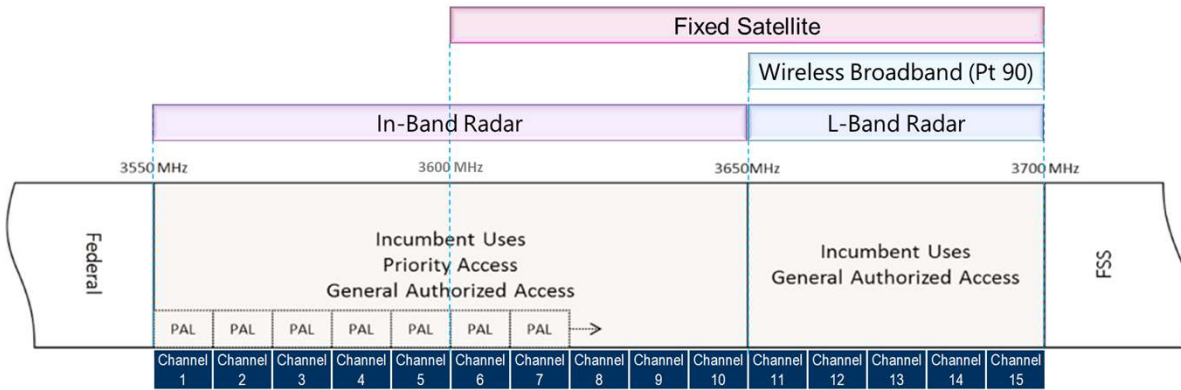 Fixed Satellite
Wireless Broadband (Pt 90)
In-Band Radar
L-Band Radar
3550 MHz
3600 MHz
3650MHz
3700 MHz
Federal
Incumbent Uses
Priority Access
General Authorized Access
Incumbent Uses
General Authorized Access
FSS
PAL
PAL
PAL
PAL
PAL
PAL
PAL
Channel
1
Channel
2
Channel
3
Channel
4
Channel
5
Channel
6
Channel
7
Channel
8
Channel
9
Channel
10
Channel
11
Channel
12
Channel
13
Channel
14
Channel
15